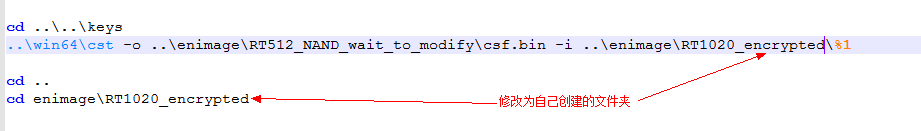 cd ..\..\keys
..\win64\cst -o ..\enimage\RT512_NAND_wait_to_modify\csf.bin -i ..\enimage\RT1020_encrypted\%1
cd ..
cd enimage\RT1020_encrypted
修改为自己创建的文件夹